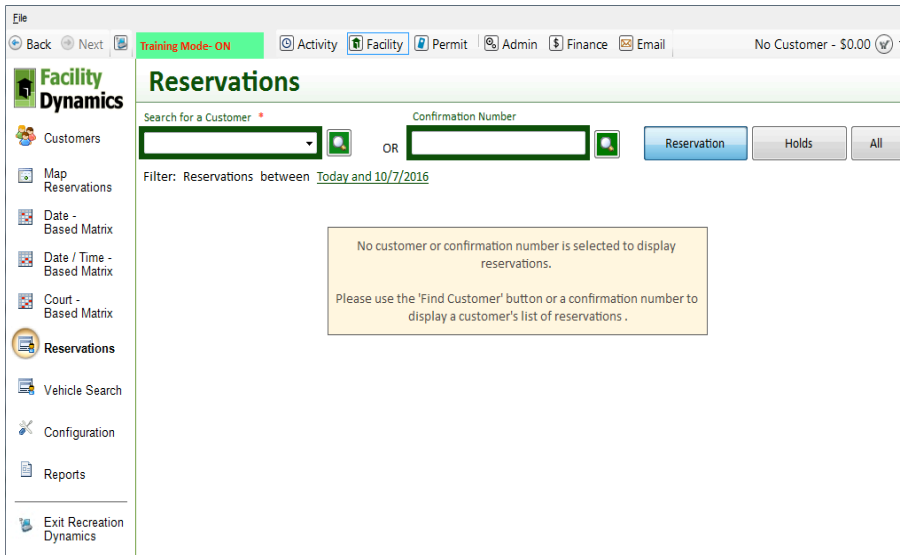 File
Back Next Training Mode- ON Activity Facility Permit Admin Finance Email No Customer - $0.00
Facility
Dynamics
Reservations
Search for a Customer * Confirmation Number
OR Reservation Holds All
Filter: Reservations between Today and 10/7/2016
No customer or confirmation number is selected to display
reservations.
Please use the 'Find Customer' button or a confirmation number to
display a customer's list of reservations .
Customers
Map
Reservations
Date -
Based Matrix
Date / Time -
Based Matrix
Court -
Based Matrix
Reservations
Vehicle Search
Configuration
Reports
Exit Recreation
Dynamics